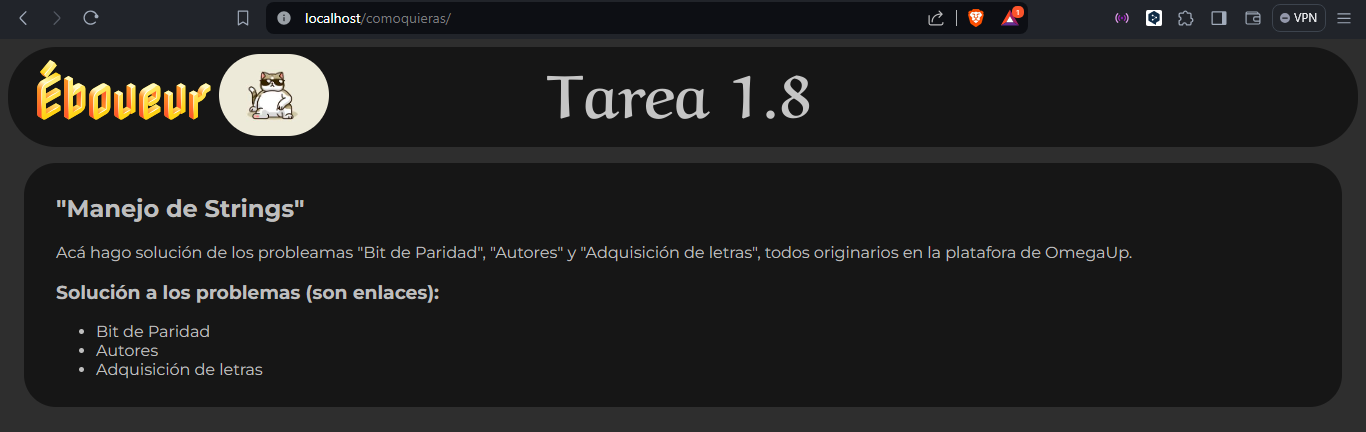 localhost/comoquieras/
1
VPN
Éboueur
Tarea 1.8
"Manejo de Strings"
Acá hago solución de los probleamas "Bit de Paridad", "Autores" y "Adquisición de letras", todos originarios en la platafora de OmegaUp.
Solución a los problemas (son enlaces):
Bit de Paridad
Autores
Adquisición de letras